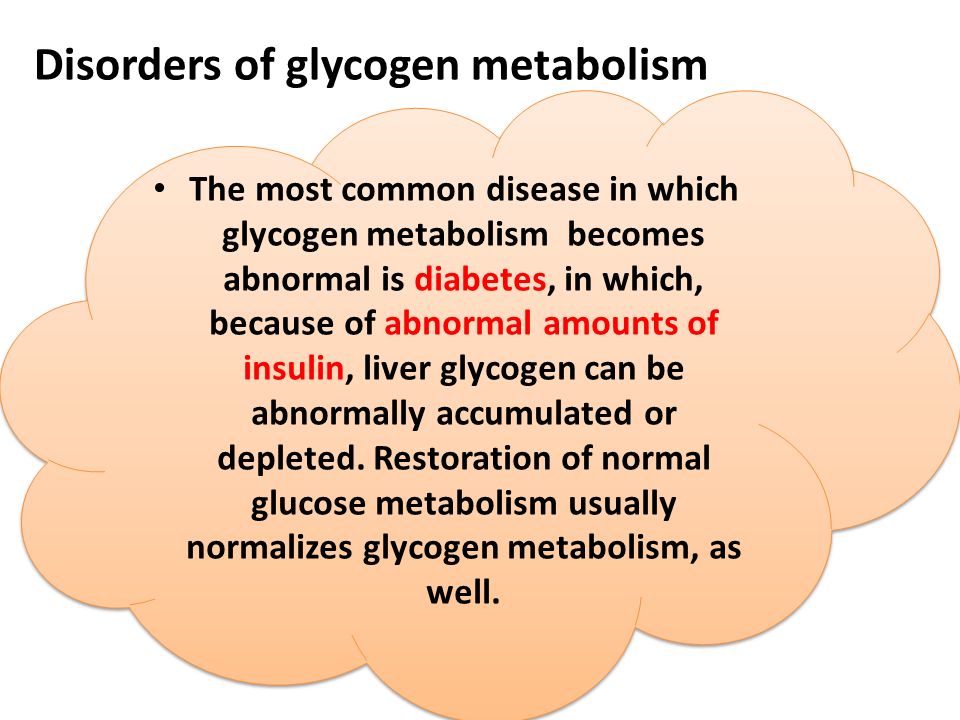 Disorders of glycogen metabolism
• The most common disease in which
glycogen metabolism becomes
abnormal is diabetes, in which,
because of abnormal amounts of
insulin, liver glycogen can be
abnormally accumulated or
depleted. Restoration of normal
glucose metabolism usually
normalizes glycogen metabolism, as
well.